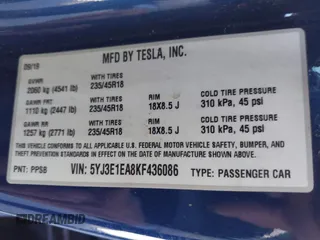 MFD BY TESLA, INC.
09/18
GVWR
2060 kg (4541 lb)
WITH TIRES
235/45R18
GAWR FRT
1110 kg (2447 lb)
WITH TIRES
235/45R18
RIM
18X8.5 J
COLD TIRE PRESSURE
310 kPa, 45 psi
GAWR RR
1257 kg (2771 lb)
WITH TIRES
235/45R18
RIM
18X8.5 J
COLD TIRE PRESSURE
310 kPa, 45 psi
THIS VEHICLE CONFORMS TO ALL APPLICABLE U.S. FEDERAL MOTOR VEHICLE SAFETY, BUMPER, AND
THEFT PREVENTION STANDARDS IN EFFECT ON THE DATE OF MANUFACTURE SHOWN ABOVE.
PNT: PPSB
VIN: 5YJ3E1EA8KF436086
TYPE: PASSENGER CAR